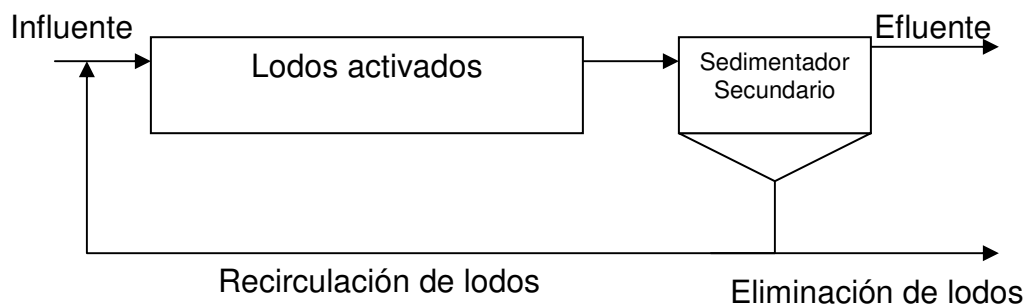 Influente
Efluente
Lodos activados
Sedimentador
Secundario
Recirculación de lodos
Eliminación de lodos